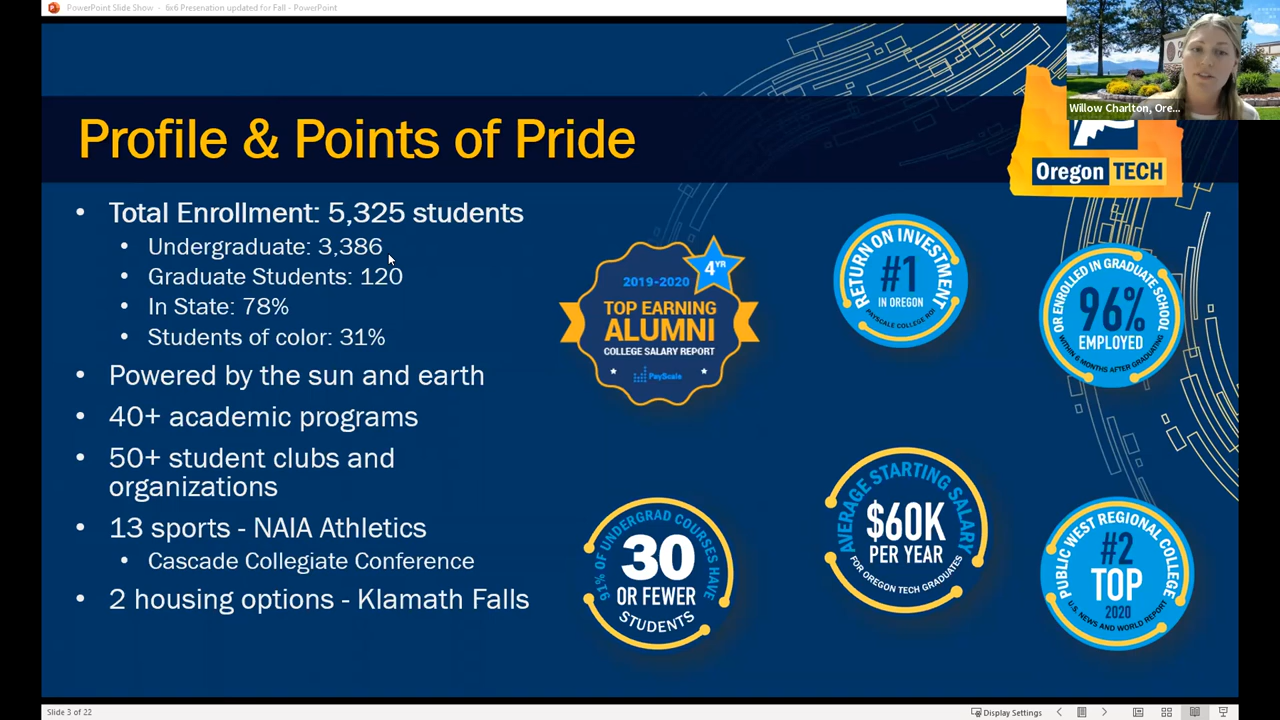 PowerPoint Slide Show - 6x6 Presenation updated for Fall - PowerPoint
Willow Charlton, Ore...
Profile & Points of Pride
Oregon TECH
• Total Enrollment: 5,325 students
• Undergraduate: 3,386
• Graduate Students: 120
• In State: 78%
• Students of color: 31%
• Powered by the sun and earth
• 40+ academic programs
• 50+ student clubs and
organizations
• 13 sports - NAIA Athletics
• Cascade Collegiate Conference
• 2 housing options - Klamath Falls
4YR
2019-2020
TOP EARNING
ALUMNI
COLLEGE SALARY REPORT
PayScale
RETURN ON INVESTMENT
#1
IN OREGON
PAYSCALE COLLEGE ROI
OR ENROLLED IN GRADUATE SCHOOL
96%
EMPLOYED
WITHIN 6 MONTHS AFTER GRADUATING
91% OF UNDERGRAD COURSES HAVE
30
OR FEWER
STUDENTS
AVERAGE STARTING SALARY
$60K
PER YEAR
FOR OREGON TECH GRADUATES
PUBLIC WEST REGIONAL COLLEGE
#2
TOP
2020
U.S. NEWS AND WORLD REPORT
Slide 3 of 22
Display Settings